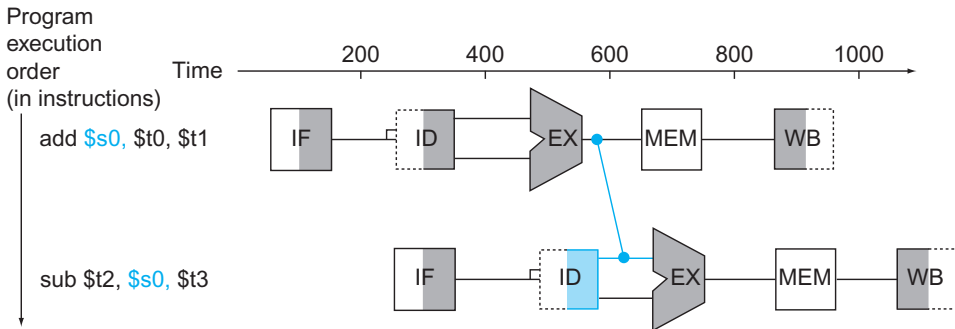 Program
execution
order
(in instructions)
Time
200 400 600 800 1000
add $s0, $t0, $t1
IF ID EX MEM WB
sub $t2, $s0, $t3
IF ID EX MEM WB